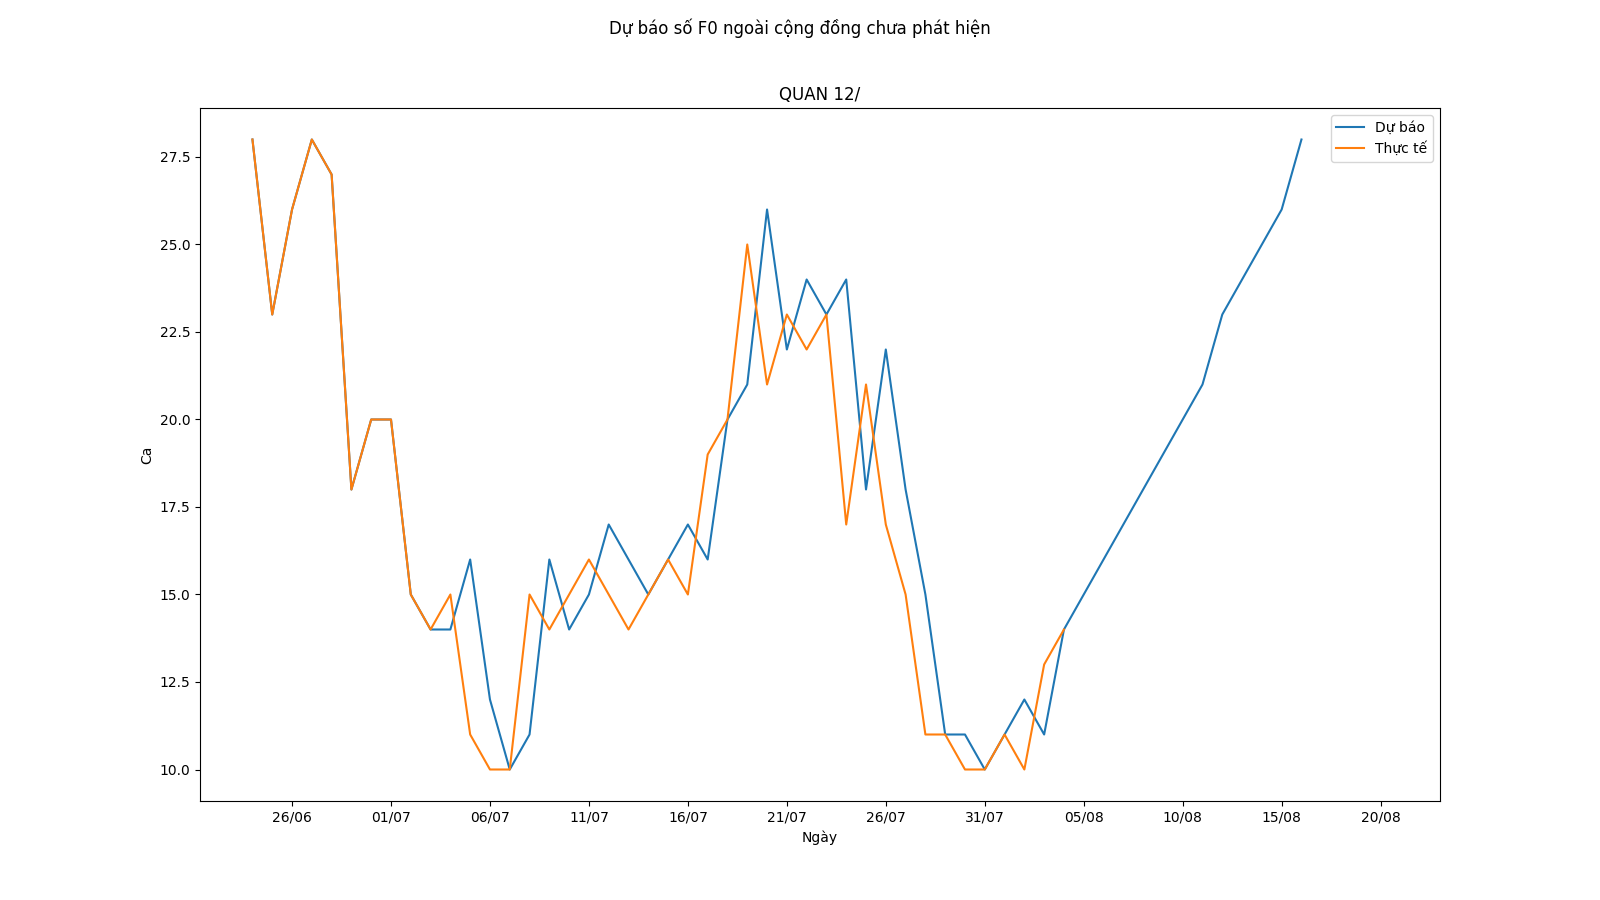 Dự báo số F0 ngoài cộng đồng chưa phát hiện
QUAN 12/
Dự báo
Thực tế
27.5
25.0
22.5
20.0
17.5
15.0
12.5
10.0
Ca
26/06 01/07 06/07 11/07 16/07 21/07 26/07 31/07 05/08 10/08 15/08 20/08
Ngày